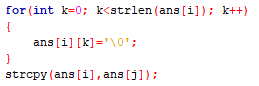 for(int k=0; k<strlen(ans[i]); k++)
{
    ans[i][k]='\0';
}
strcpy(ans[i],ans[j]);